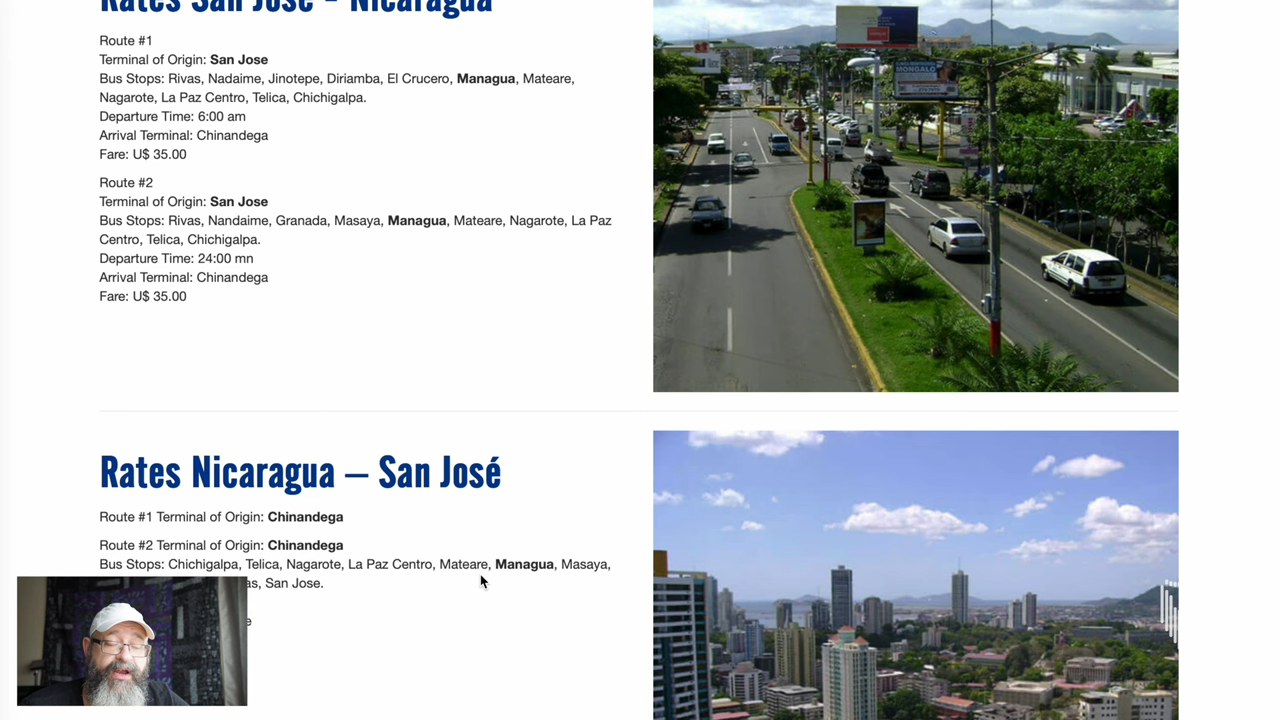 Rates San Jose - Nicaragua
Route #1
Terminal of Origin: San Jose
Bus Stops: Rivas, Nadaime, Jinotepe, Diriamba, El Crucero, Managua, Mateare,
Nagarote, La Paz Centro, Telica, Chichigalpa.
Departure Time: 6:00 am
Arrival Terminal: Chinandega
Fare: U$ 35.00
Route #2
Terminal of Origin: San Jose
Bus Stops: Rivas, Nandaime, Granada, Masaya, Managua, Mateare, Nagarote, La Paz
Centro, Telica, Chichigalpa.
Departure Time: 24:00 mn
Arrival Terminal: Chinandega
Fare: U$ 35.00
MONGALO
Rates Nicaragua – San José
Route #1 Terminal of Origin: Chinandega
Route #2 Terminal of Origin: Chinandega
Bus Stops: Chichigalpa, Telica, Nagarote, La Paz Centro, Mateare, Managua, Masaya,
as, San Jose.
e